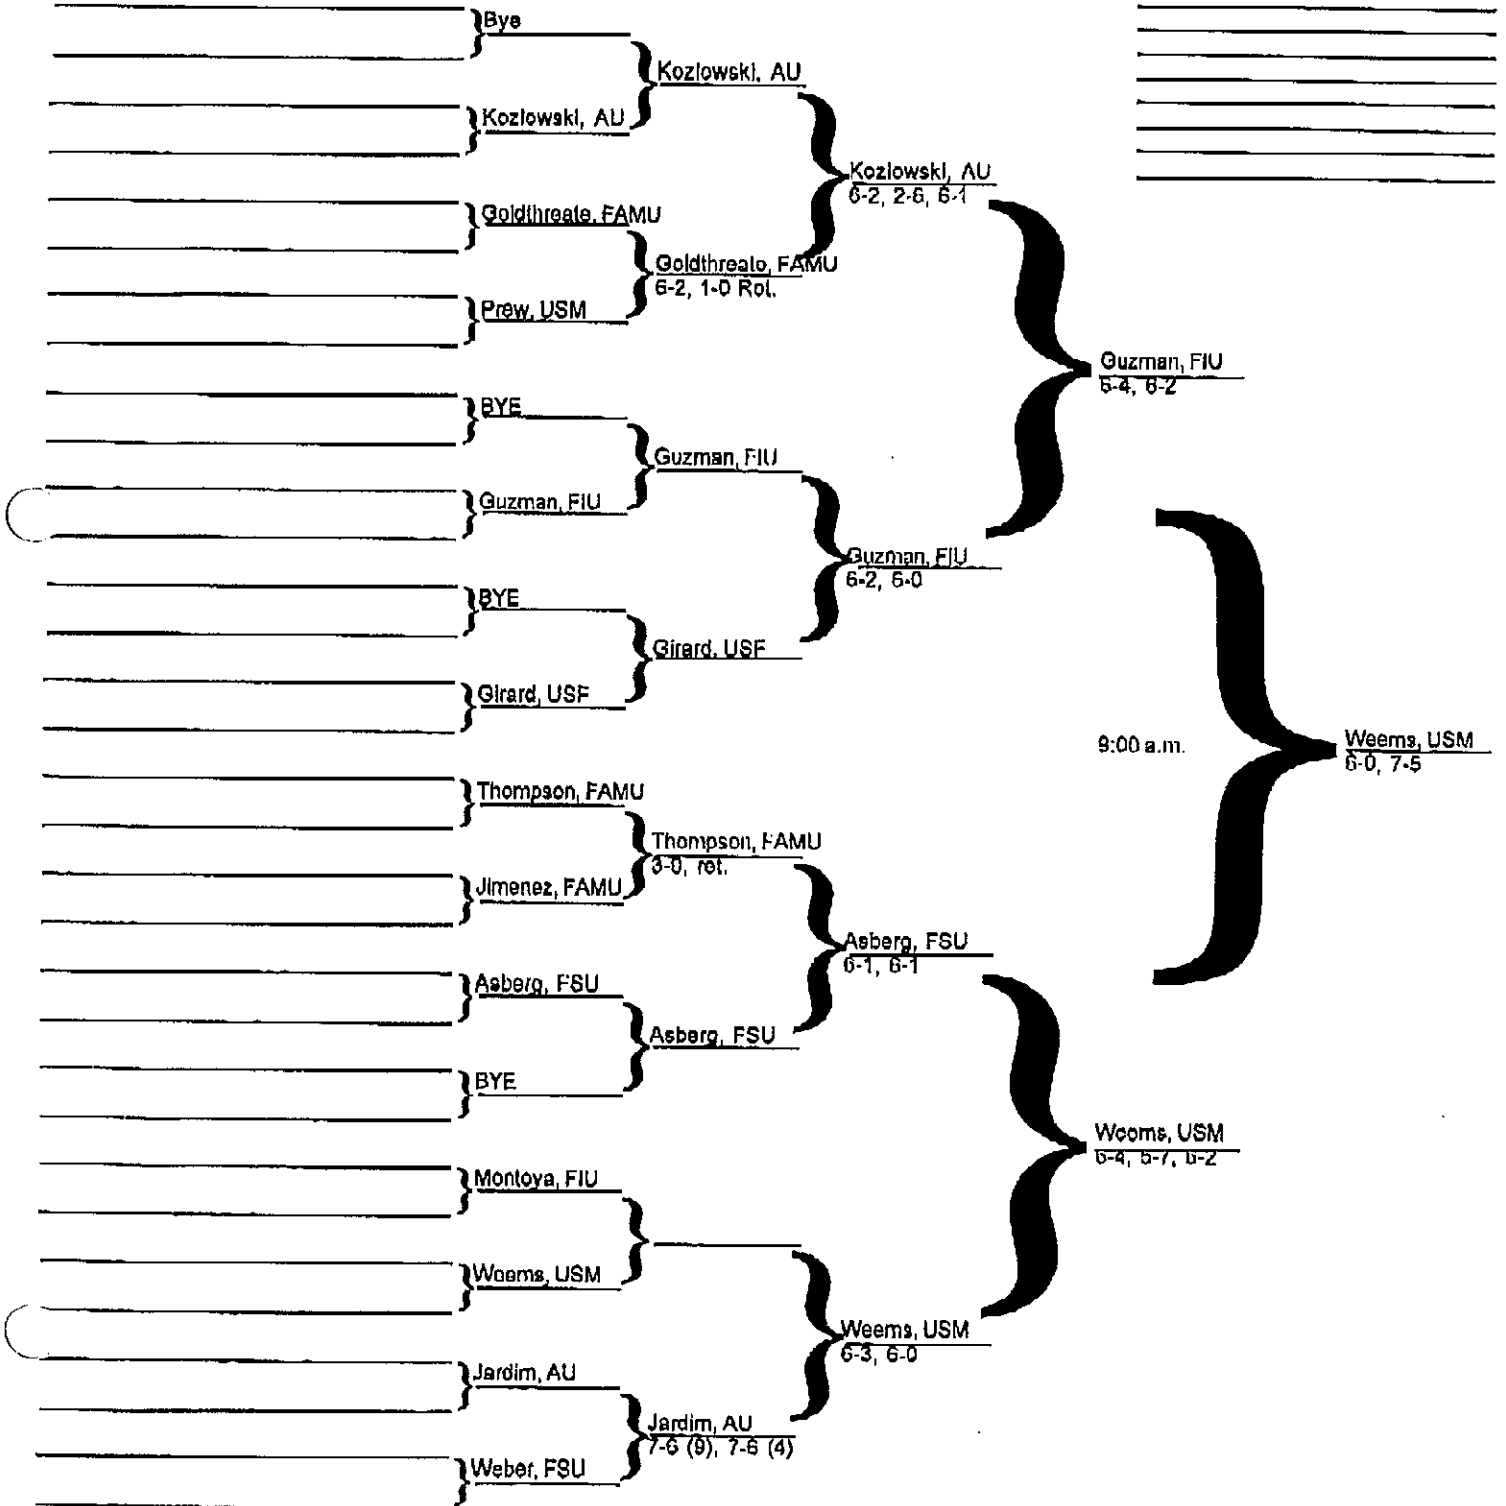 Bye
Kozlowski, AU
Kozlowski, AU
Kozlowski, AU
6-2, 2-6, 6-1
Goldthreate, FAMU
Goldthreate, FAMU
6-2, 1-0 Ret.
Prew, USM
Guzman, FIU
6-4, 6-2
BYE
Guzman, FIU
Guzman, FIU
Guzman, FIU
6-2, 6-0
BYE
Girard, USF
Girard, USF
9:00 a.m.
Weems, USM
6-0, 7-5
Thompson, FAMU
Thompson, FAMU
3-0, ret.
Jimenez, FAMU
Asberg, FSU
6-1, 6-1
Asberg, FSU
Asberg, FSU
BYE
Weems, USM
6-4, 5-7, 6-2
Montoya, FIU
Weems, USM
Weems, USM
6-3, 6-0
Jardim, AU
Jardim, AU
7-6 (9), 7-6 (4)
Weber, FSU